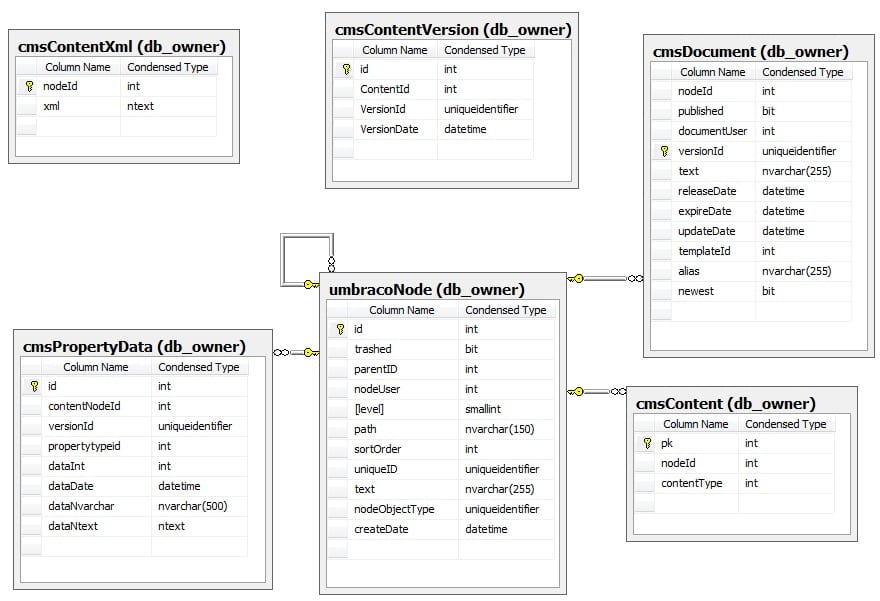 cmsContentXml (db_owner)
Column Name Condensed Type
nodeId int
xml ntext
cmsContentVersion (db_owner)
Column Name Condensed Type
id int
ContentId int
VersionId uniqueidentifier
VersionDate datetime
cmsDocument (db_owner)
Column Name Condensed Type
nodeId int
published bit
documentUser int
versionId uniqueidentifier
text nvarchar(255)
releaseDate datetime
expireDate datetime
updateDate datetime
templateId int
alias nvarchar(255)
newest bit
cmsPropertyData (db_owner)
Column Name Condensed Type
id int
contentNodeId int
versionId uniqueidentifier
propertytypeid int
dataInt int
dataDate datetime
dataNvarchar nvarchar(500)
dataNtext ntext
umbracoNode (db_owner)
Column Name Condensed Type
id int
trashed bit
parentID int
nodeUser int
[level] smallint
path nvarchar(150)
sortOrder int
uniqueID uniqueidentifier
text nvarchar(255)
nodeObjectType uniqueidentifier
createDate datetime
cmsContent (db_owner)
Column Name Condensed Type
pk int
nodeId int
contentType int